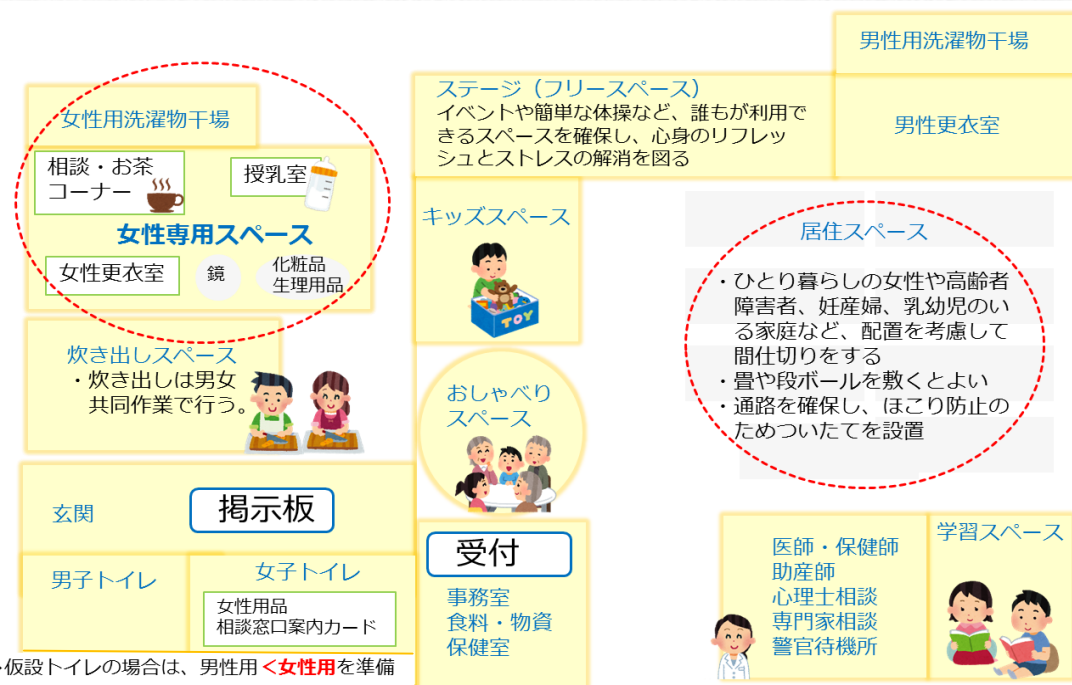 男性用洗濯物干場
男性更衣室
ステージ（フリースペース）
イベントや簡単な体操など、誰もが利用で
きるスペースを確保し、心身のリフレッ
シュとストレスの解消を図る
女性用洗濯物干場
相談・お茶
コーナー
授乳室
女性専用スペース
女性更衣室
鏡
化粧品
生理用品
キッズスペース
TOY
居住スペース
・ひとり暮らしの女性や高齢者
障害者、妊産婦、乳幼児のい
る家庭など、配置を考慮して
間仕切りをする
・畳や段ボールを敷くとよい
・通路を確保し、ほこり防止の
ためついたてを設置
炊き出しスペース
・炊き出しは男女
共同作業で行う。
おしゃべり
スペース
玄関
掲示板
男子トイレ
女子トイレ
女性用品
相談窓口案内カード
仮設トイレの場合は、男性用＜女性用を準備
受付
事務室
食料・物資
保健室
医師・保健師
助産師
心理士相談
専門家相談
警官待機所
学習スペース